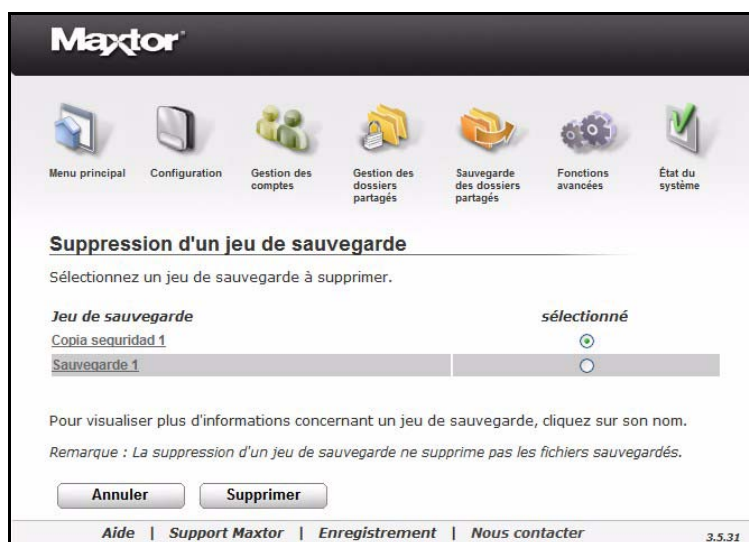 Maxtor
Menu principal
Configuration
Gestion des comptes
Gestion des dossiers partagés
Sauvegarde des dossiers partagés
Fonctions avancées
État du système
Suppression d'un jeu de sauvegarde
Sélectionnez un jeu de sauvegarde à supprimer.
Jeu de sauvegarde sélectionné
Copia seguridad 1
Sauvegarde 1
Pour visualiser plus d'informations concernant un jeu de sauvegarde, cliquez sur son nom.
Remarque : La suppression d'un jeu de sauvegarde ne supprime pas les fichiers sauvegardés.
Annuler Supprimer
Aide | Support Maxtor | Enregistrement | Nous contacter 3.5.31